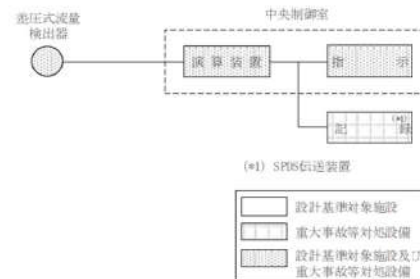 中央制御室
差圧式流量
検出器
演算装置
指示
(*1)
記録
(*1) SPDS伝送装置
設計基準対象施設
重大事故等対処設備
設計基準対象施設及び
重大事故等対処設備